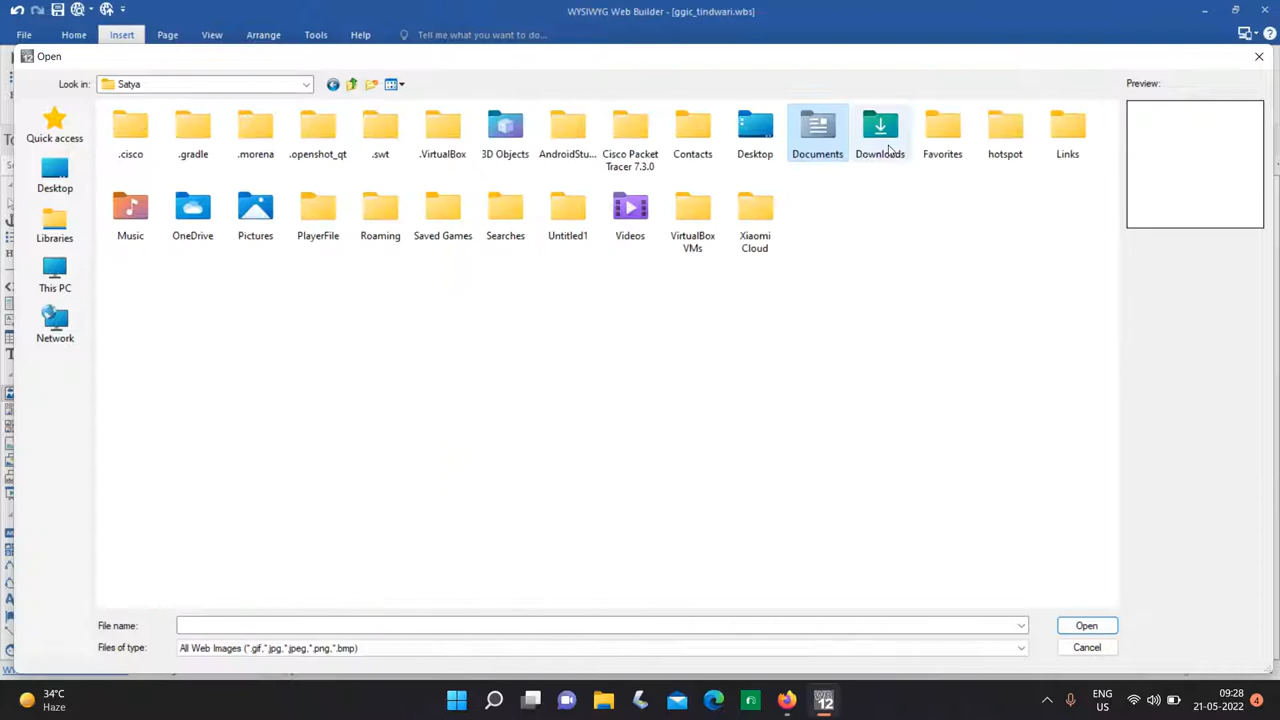 WYSIWYG Web Builder - [ggic_tindwari.wbs]
File Home Insert Page View Arrange Tools Help Tell me what you want to do...
12 Open
Look in: Satya
Preview:
Quick access
Desktop
Libraries
This PC
Network
.cisco .gradle .morena .openshot_qt .swt .VirtualBox 3D Objects AndroidStu... Cisco Packet Tracer 7.3.0 Contacts Desktop Documents Downloads Favorites hotspot Links
Music OneDrive Pictures PlayerFile Roaming Saved Games Searches Untitled1 Videos VirtualBox VMs Xiaomi Cloud
File name:
Open
Files of type: All Web Images (*.gif,*.jpg,*.jpeg,*.png,*.bmp)
Cancel
34°C
Haze
12
ENG
US
09:28
21-05-2022
4